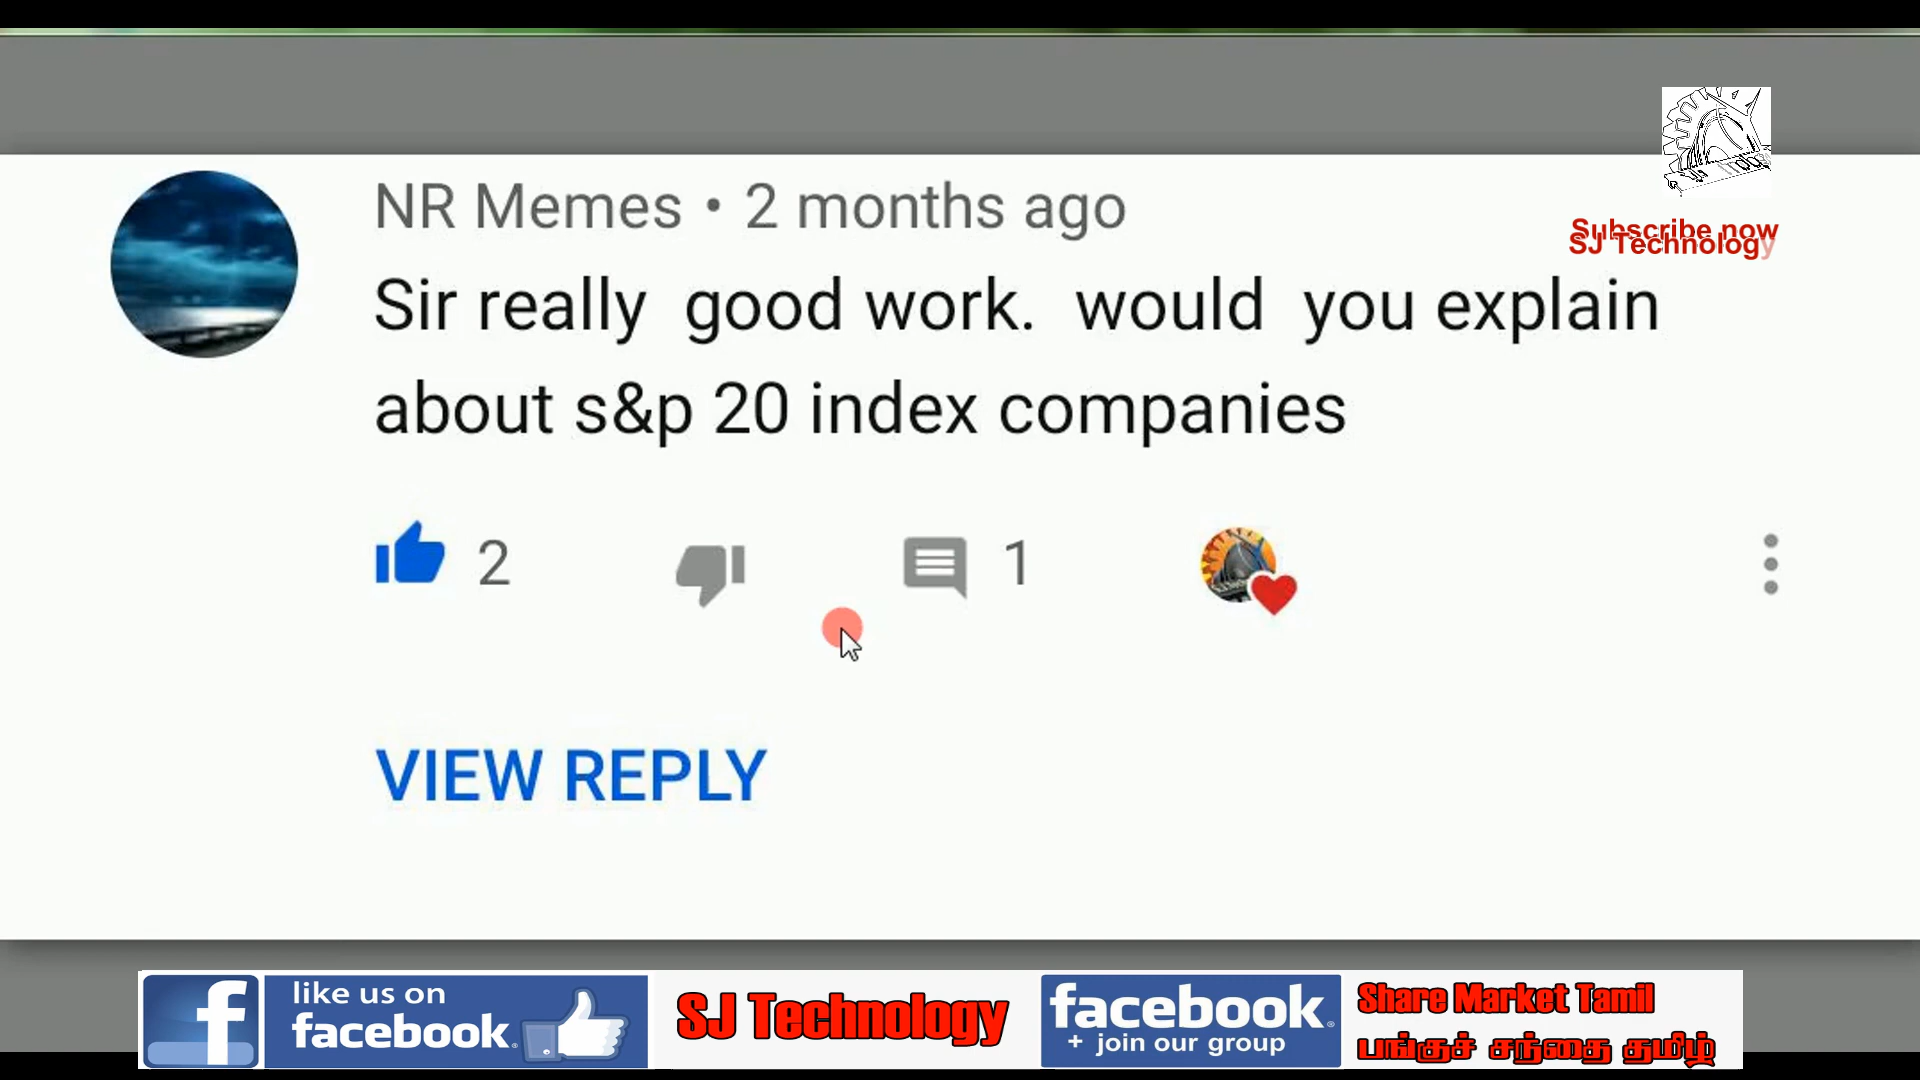 NR Memes • 2 months ago
Subscribe now
SJ Technology
Sir really good work. would you explain
about s&p 20 index companies
2
1
VIEW REPLY
f
like us on
facebook.
SJ Technology
facebook.
+ join our group
Share Market Tamil
பங்குச் சந்தை தமிழ்